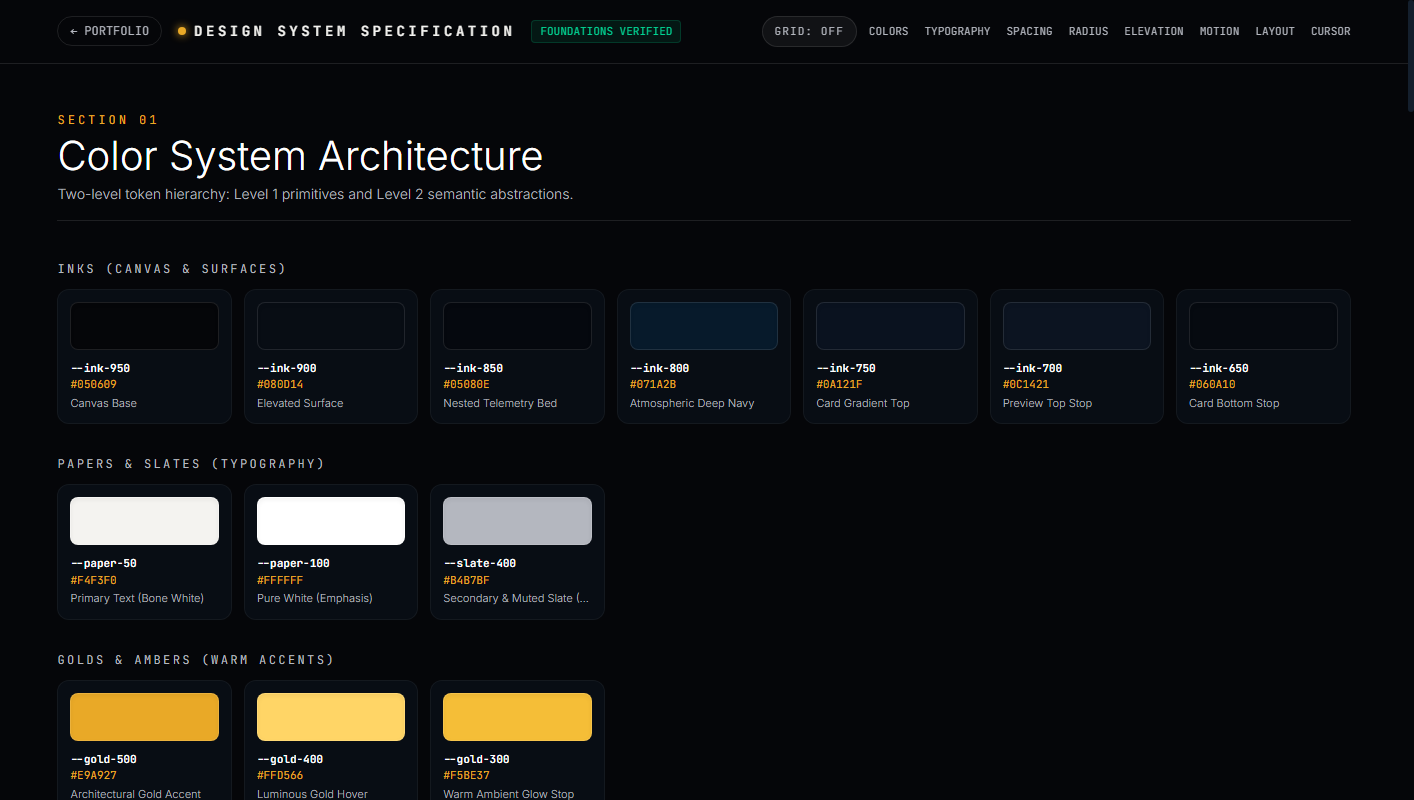 ← PORTFOLIO
DESIGN SYSTEM SPECIFICATION
FOUNDATIONS VERIFIED
GRID: OFF
COLORS TYPOGRAPHY SPACING RADIUS ELEVATION MOTION LAYOUT CURSOR
SECTION 01
Color System Architecture
Two-level token hierarchy: Level 1 primitives and Level 2 semantic abstractions.
INKS (CANVAS & SURFACES)
--ink-950
#050609
Canvas Base
--ink-900
#080D14
Elevated Surface
--ink-850
#05080E
Nested Telemetry Bed
--ink-800
#071A2B
Atmospheric Deep Navy
--ink-750
#0A121F
Card Gradient Top
--ink-700
#0C1421
Preview Top Stop
--ink-650
#060A10
Card Bottom Stop
PAPERS & SLATES (TYPOGRAPHY)
--paper-50
#F4F3F0
Primary Text (Bone White)
--paper-100
#FFFFFF
Pure White (Emphasis)
--slate-400
#B4B7BF
Secondary & Muted Slate (...
GOLDS & AMBERS (WARM ACCENTS)
--gold-500
#E9A927
Architectural Gold Accent
--gold-400
#FFD566
Luminous Gold Hover
--gold-300
#F5BE37
Warm Ambient Glow Stop